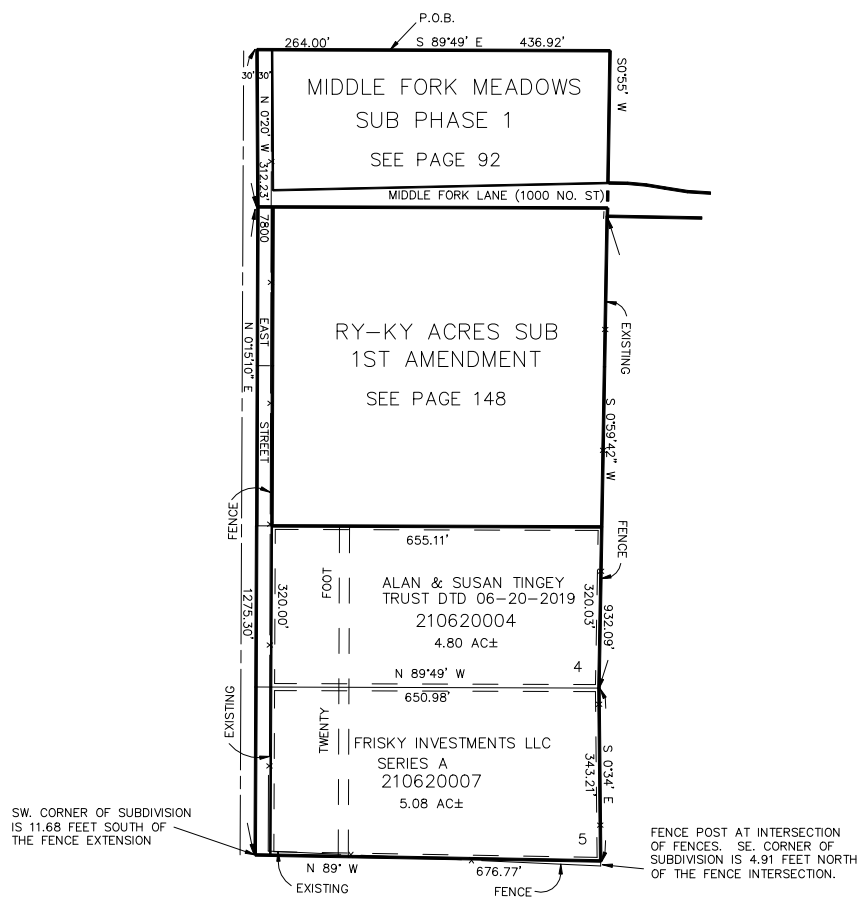 P.O.B.
264.00'
S 89°49' E
436.92'
30'
30'
S0°55' W
MIDDLE FORK MEADOWS
SUB PHASE 1
SEE PAGE 92
N 0°20' W
312.23'
MIDDLE FORK LANE (1000 NO. ST)
7800
EAST
STREET
N 0°15'10" E
RY-KY ACRES SUB
1ST AMENDMENT
SEE PAGE 148
EXISTING
S 0°59'42" W
FENCE
FENCE
655.11'
FOOT
ALAN & SUSAN TINGEY
TRUST DTD 06-20-2019
210620004
4.80 AC±
320.00'
320.03'
1275.30'
932.09'
4
N 89°49' W
650.98'
EXISTING
TWENTY
FRISKY INVESTMENTS LLC
SERIES A
210620007
5.08 AC±
343.21'
S 0°34' E
5
SW. CORNER OF SUBDIVISION
IS 11.68 FEET SOUTH OF
THE FENCE EXTENSION
FENCE POST AT INTERSECTION
OF FENCES. SE. CORNER OF
SUBDIVISION IS 4.91 FEET NORTH
OF THE FENCE INTERSECTION.
N 89° W
676.77'
EXISTING
FENCE